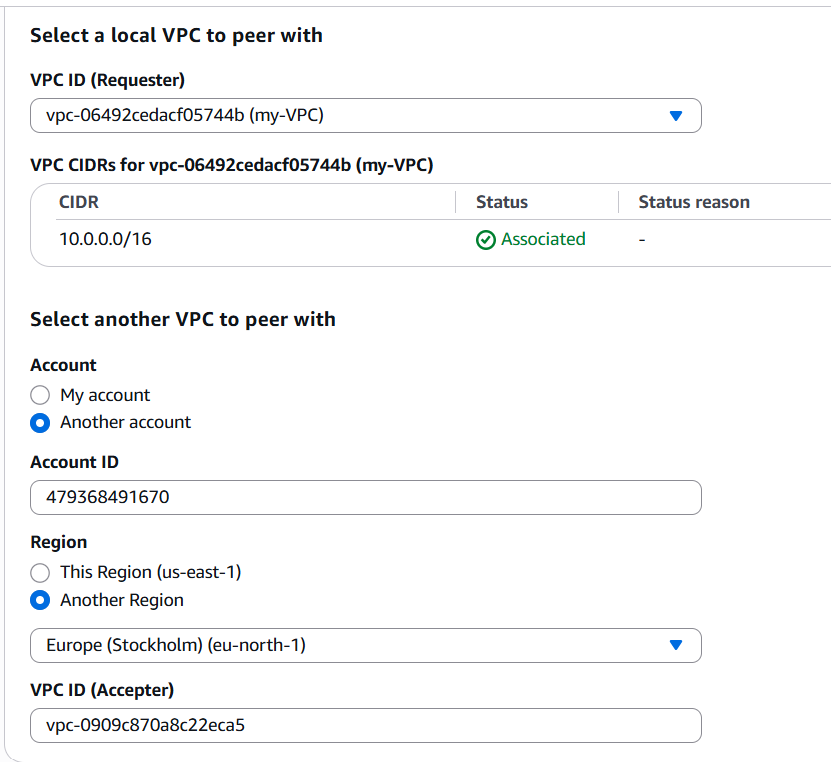 Select a local VPC to peer with
VPC ID (Requester)
vpc-06492cedacf05744b (my-VPC)
VPC CIDRs for vpc-06492cedacf05744b (my-VPC)
CIDR Status Status reason
10.0.0.0/16 Associated -
Select another VPC to peer with
Account
My account
Another account
Account ID
479368491670
Region
This Region (us-east-1)
Another Region
Europe (Stockholm) (eu-north-1)
VPC ID (Accepter)
vpc-0909c870a8c22eca5